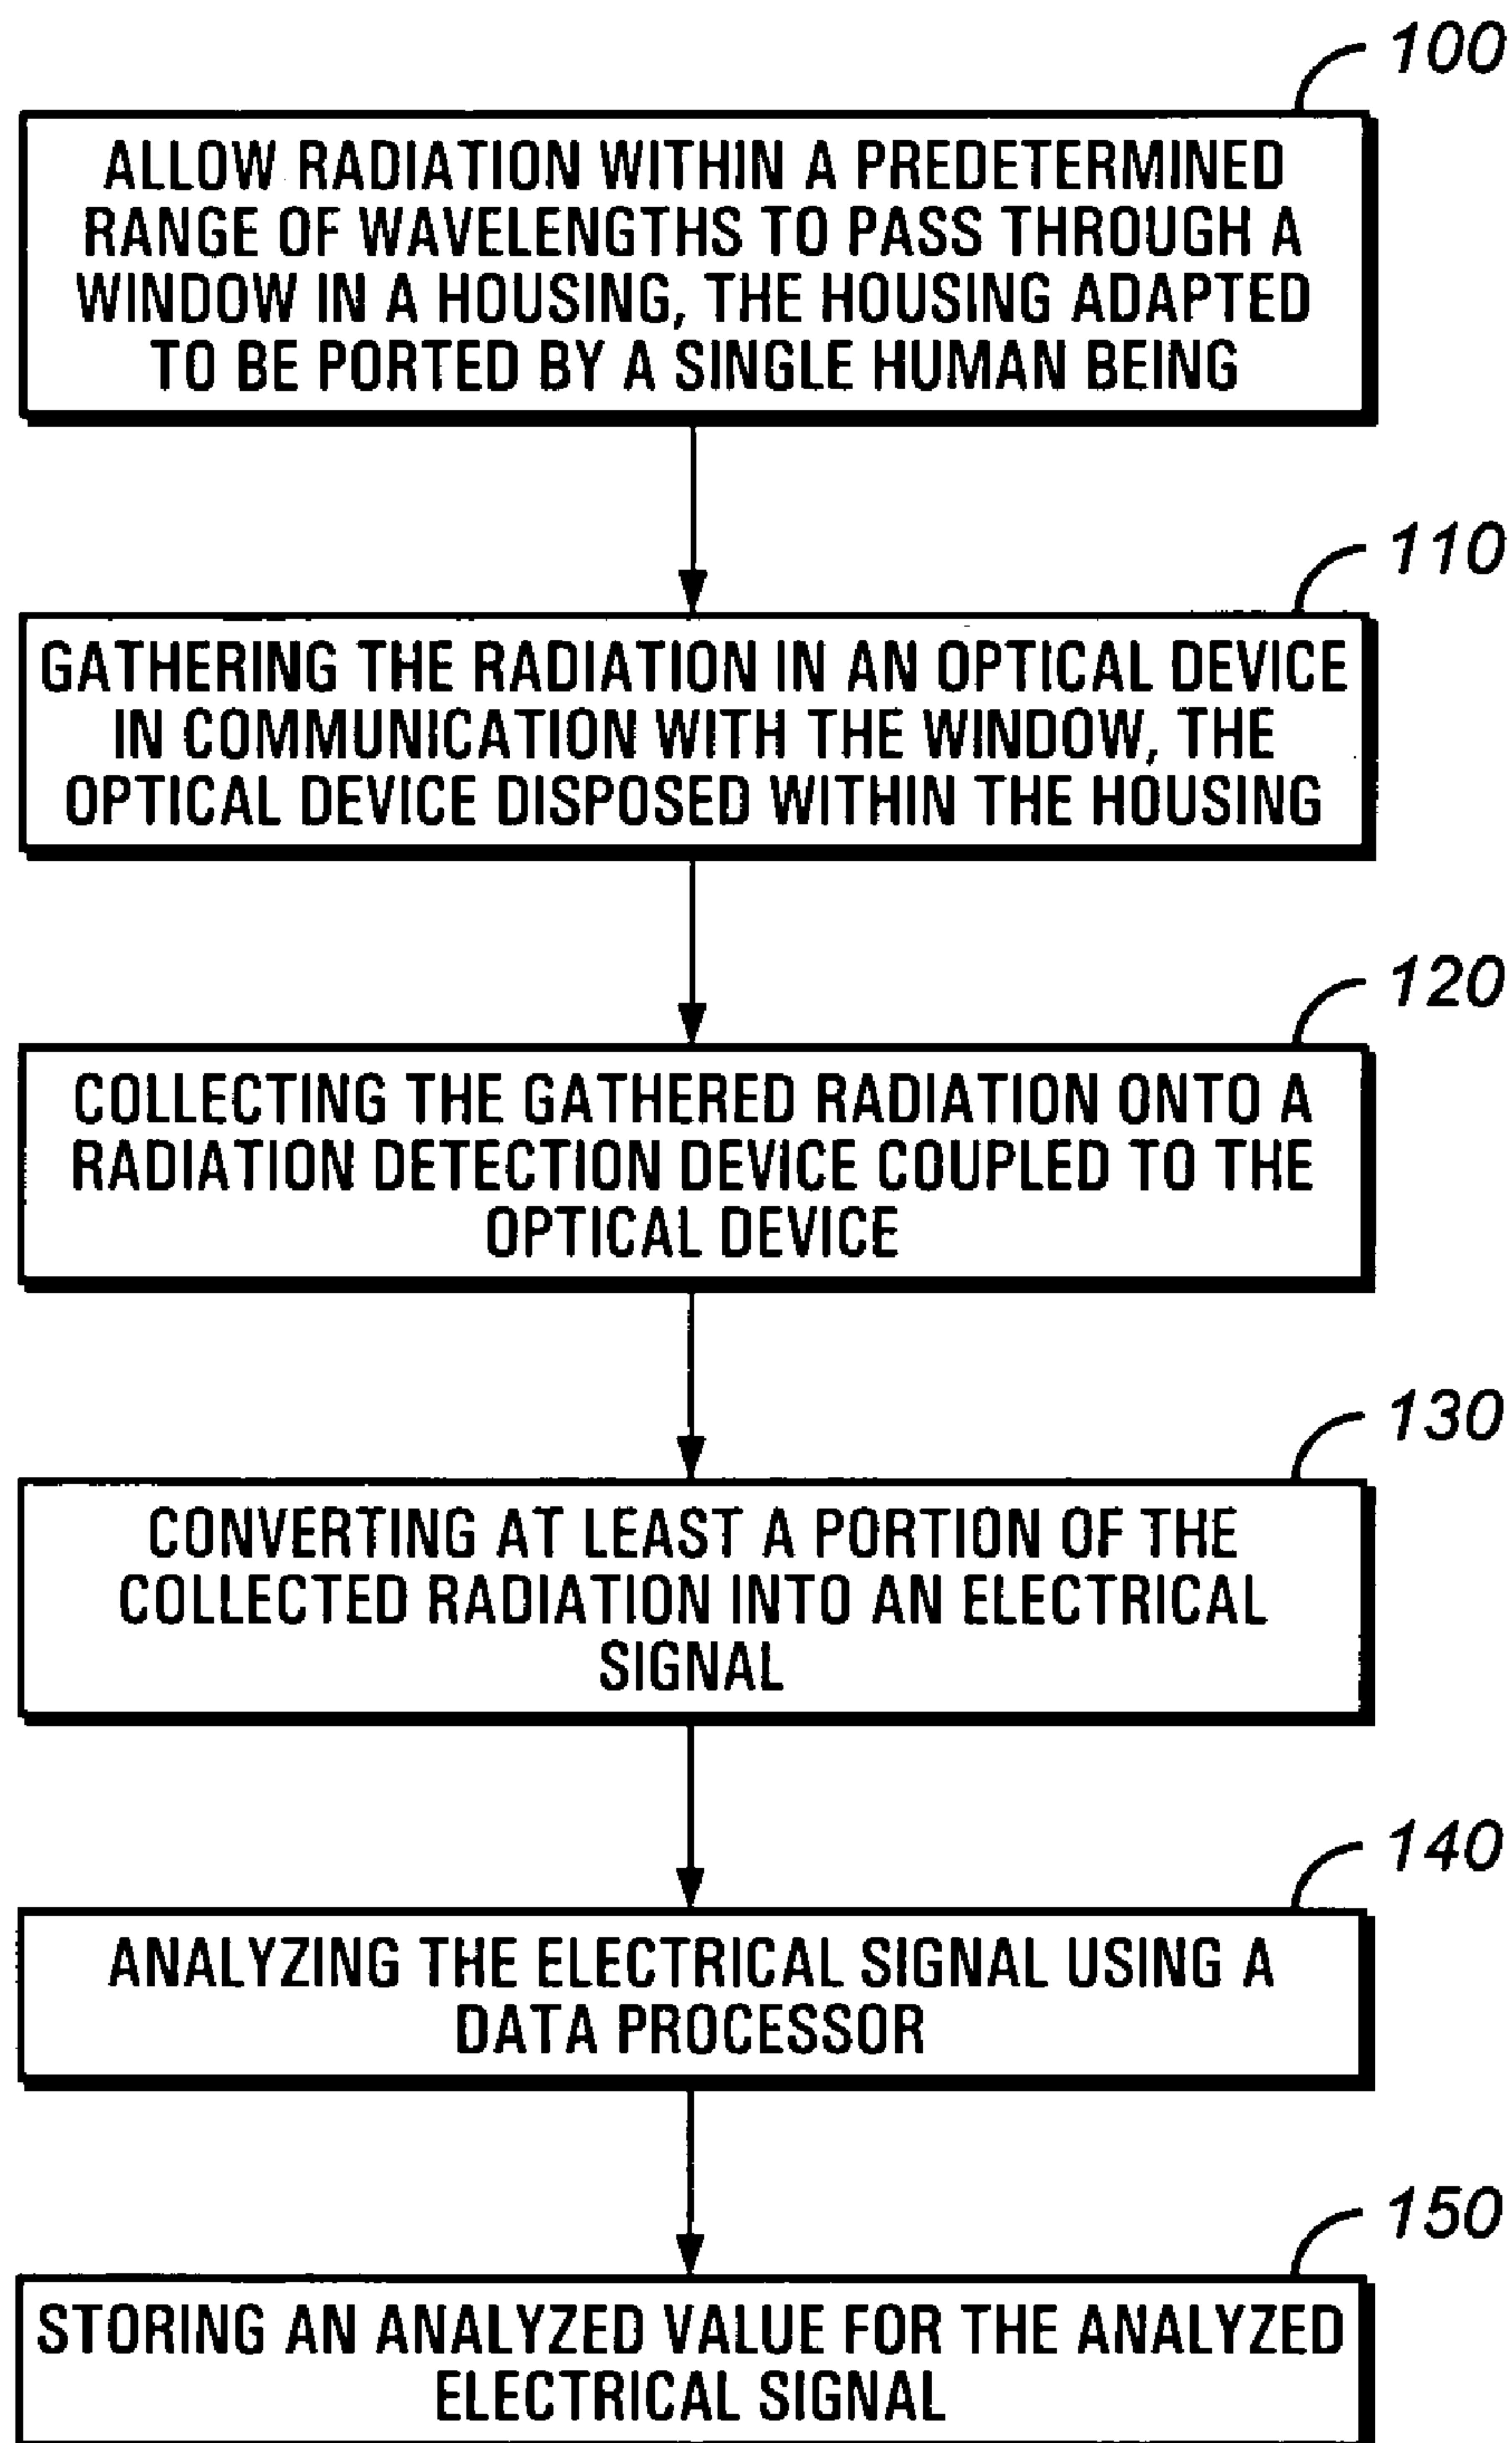 100
ALLOW RADIATION WITHIN A PREDETERMINED
RANGE OF WAVELENGTHS TO PASS THROUGH A
WINDOW IN A HOUSING, THE HOUSING ADAPTED
TO BE PORTED BY A SINGLE HUMAN BEING
110
GATHERING THE RADIATION IN AN OPTICAL DEVICE
IN COMMUNICATION WITH THE WINDOW, THE
OPTICAL DEVICE DISPOSED WITHIN THE HOUSING
120
COLLECTING THE GATHERED RADIATION ONTO A
RADIATION DETECTION DEVICE COUPLED TO THE
OPTICAL DEVICE
130
CONVERTING AT LEAST A PORTION OF THE
COLLECTED RADIATION INTO AN ELECTRICAL
SIGNAL
140
ANALYZING THE ELECTRICAL SIGNAL USING A
DATA PROCESSOR
150
STORING AN ANALYZED VALUE FOR THE ANALYZED
ELECTRICAL SIGNAL